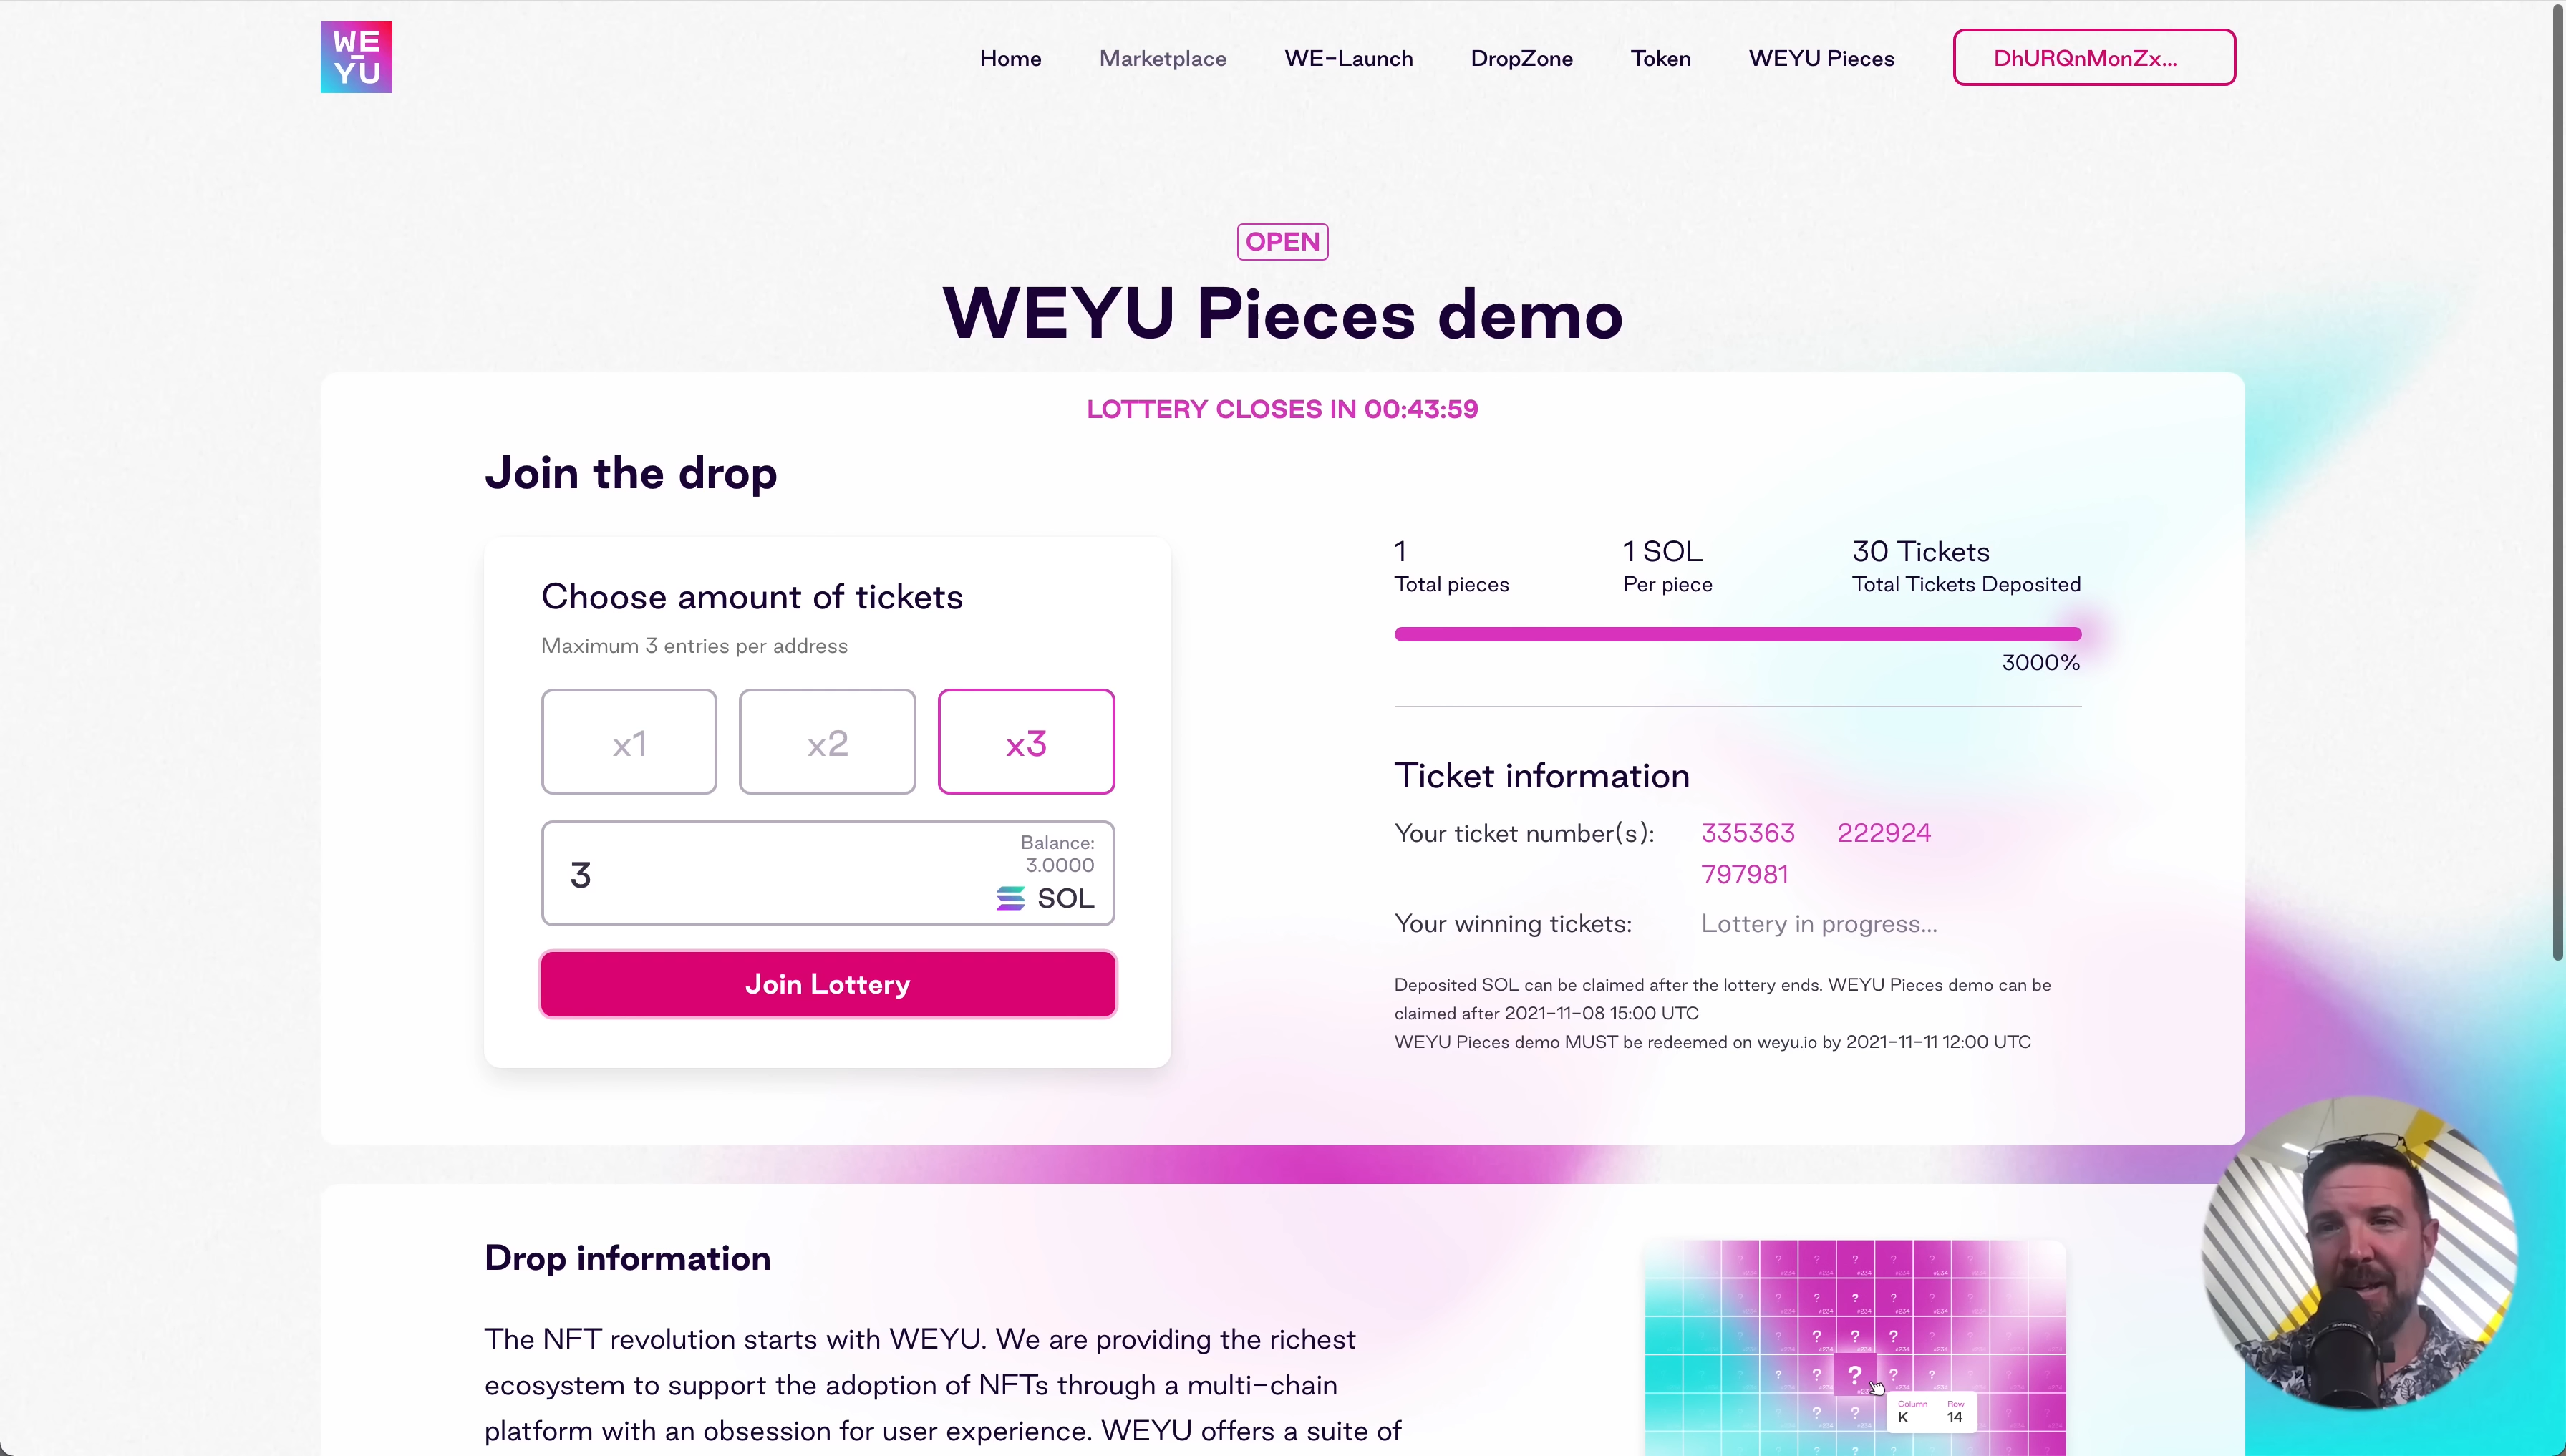 WE
YU
Home
Marketplace
WE-Launch
DropZone
Token
WEYU Pieces
DhURQnMonZx...
OPEN
WEYU Pieces demo
LOTTERY CLOSES IN 00:43:59
Join the drop
Choose amount of tickets
Maximum 3 entries per address
x1
x2
x3
3
Balance:
3.0000
SOL
Join Lottery
1
Total pieces
1 SOL
Per piece
30 Tickets
Total Tickets Deposited
3000%
Ticket information
Your ticket number(s): 335363 222924
797981
Your winning tickets: Lottery in progress...
Deposited SOL can be claimed after the lottery ends. WEYU Pieces demo can be
claimed after 2021-11-08 15:00 UTC
WEYU Pieces demo MUST be redeemed on weyu.io by 2021-11-11 12:00 UTC
Drop information
The NFT revolution starts with WEYU. We are providing the richest
ecosystem to support the adoption of NFTs through a multi-chain
platform with an obsession for user experience. WEYU offers a suite of
Column Row
K 14